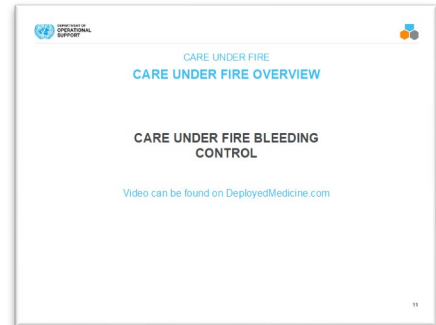 DEPARTMENT OF
OPERATIONAL
SUPPORT
CARE UNDER FIRE
CARE UNDER FIRE OVERVIEW
CARE UNDER FIRE BLEEDING
CONTROL
Video can be found on DeployedMedicine.com
11